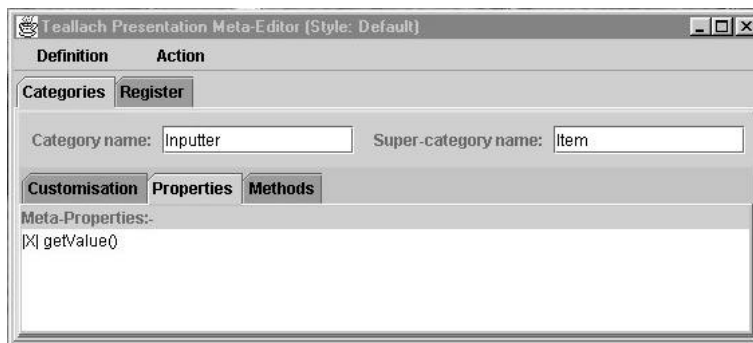 Teallach Presentation Meta-Editor (Style: Default)
Definition Action
Categories Register
Category name: Inputter Super-category name: Item
Customisation Properties Methods
Meta-Properties:-
|X| getValue()